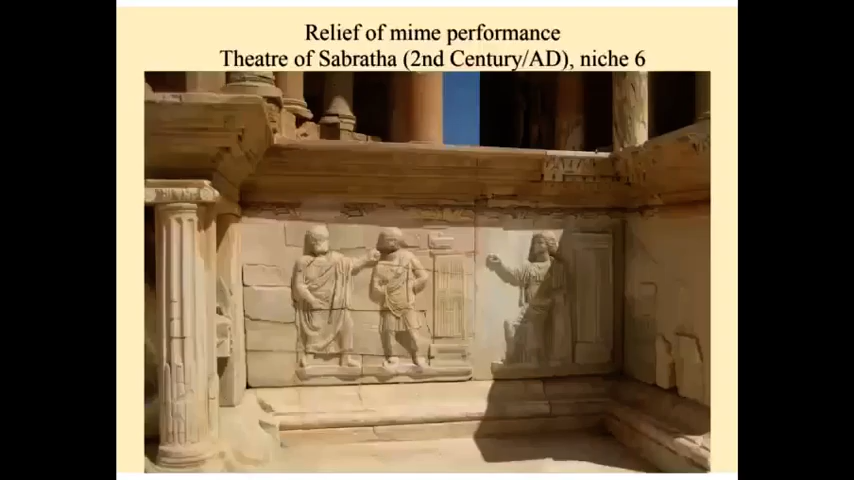 Relief of mime performance
Theatre of Sabratha (2nd Century/AD), niche 6